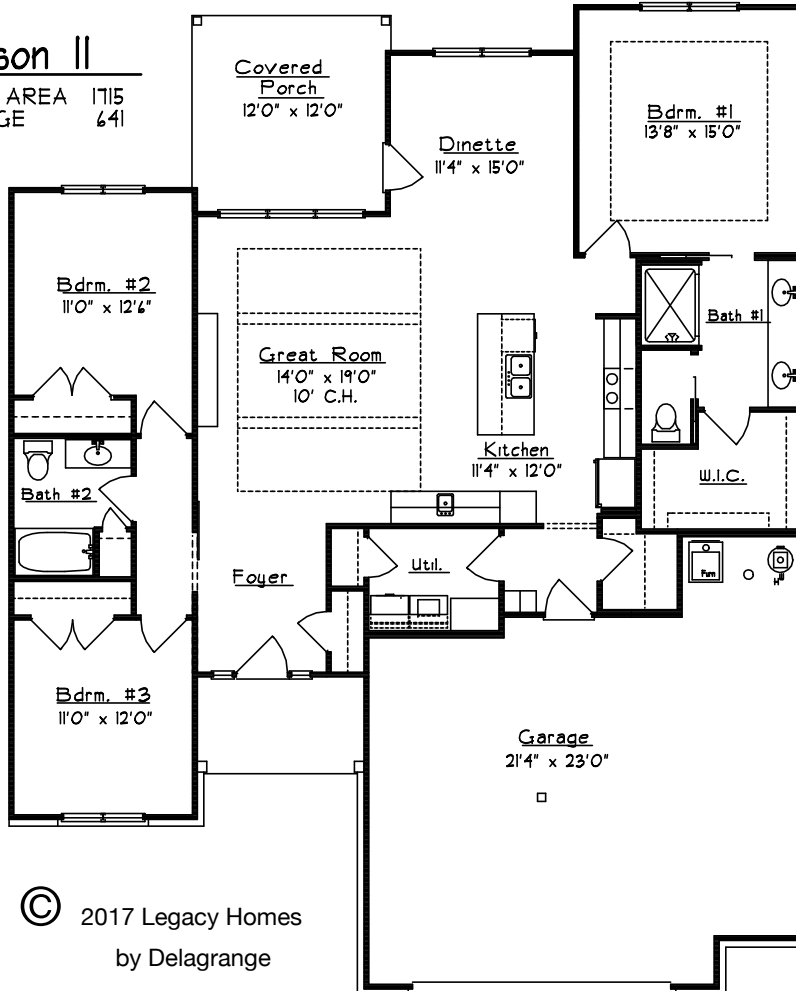 son II
AREA 1715
GE 641
Covered
Porch
12'0" x 12'0"
Dinette
11'4" x 15'0"
Bdrm. #1
13'8" x 15'0"
Bdrm. #2
11'0" x 12'6"
Great Room
14'0" x 19'0"
10' C.H.
Bath #1
Kitchen
11'4" x 12'0"
W.I.C.
Bath #2
Foyer
Util.
Furn
H
Bdrm. #3
11'0" x 12'0"
Garage
21'4" x 23'0"
© 2017 Legacy Homes
by Delagrange